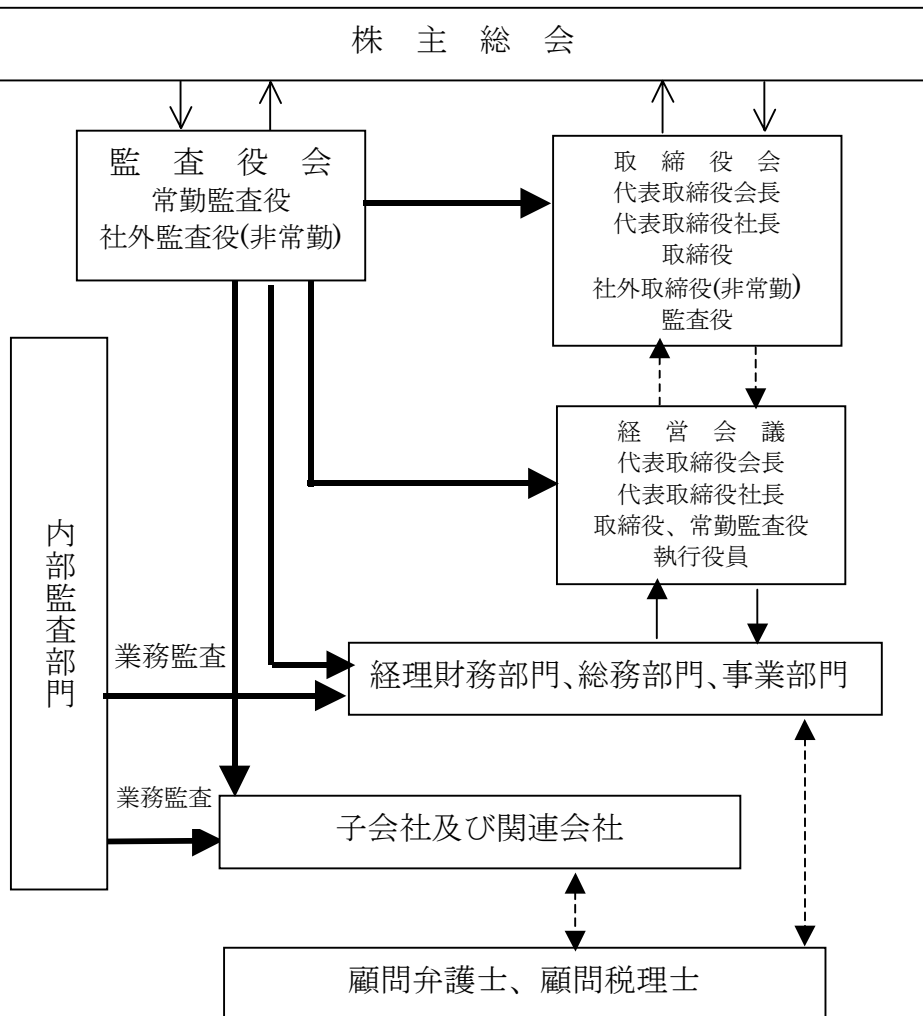 株 主 総 会
監 査 役 会
常勤監査役
社外監査役(非常勤)
取 締 役 会
代表取締役会長
代表取締役社長
取締役
社外取締役(非常勤)
監査役
経 営 会 議
代表取締役会長
代表取締役社長
取締役、常勤監査役
執行役員
内部監査部門
業務監査
経理財務部門、総務部門、事業部門
業務監査
子会社及び関連会社
顧問弁護士、顧問税理士